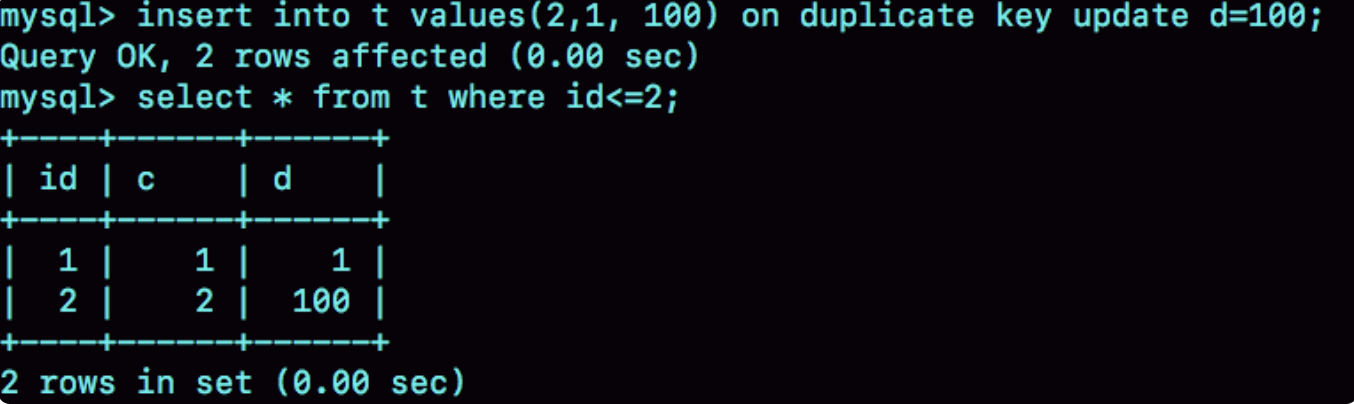 mysql> insert into t values(2,1, 100) on duplicate key update d=100;
Query OK, 2 rows affected (0.00 sec)
mysql> select * from t where id<=2;
+----+------+------+
| id | c    | d    |
+----+------+------+
|  1 |    1 |    1 |
|  2 |    2 |  100 |
+----+------+------+
2 rows in set (0.00 sec)